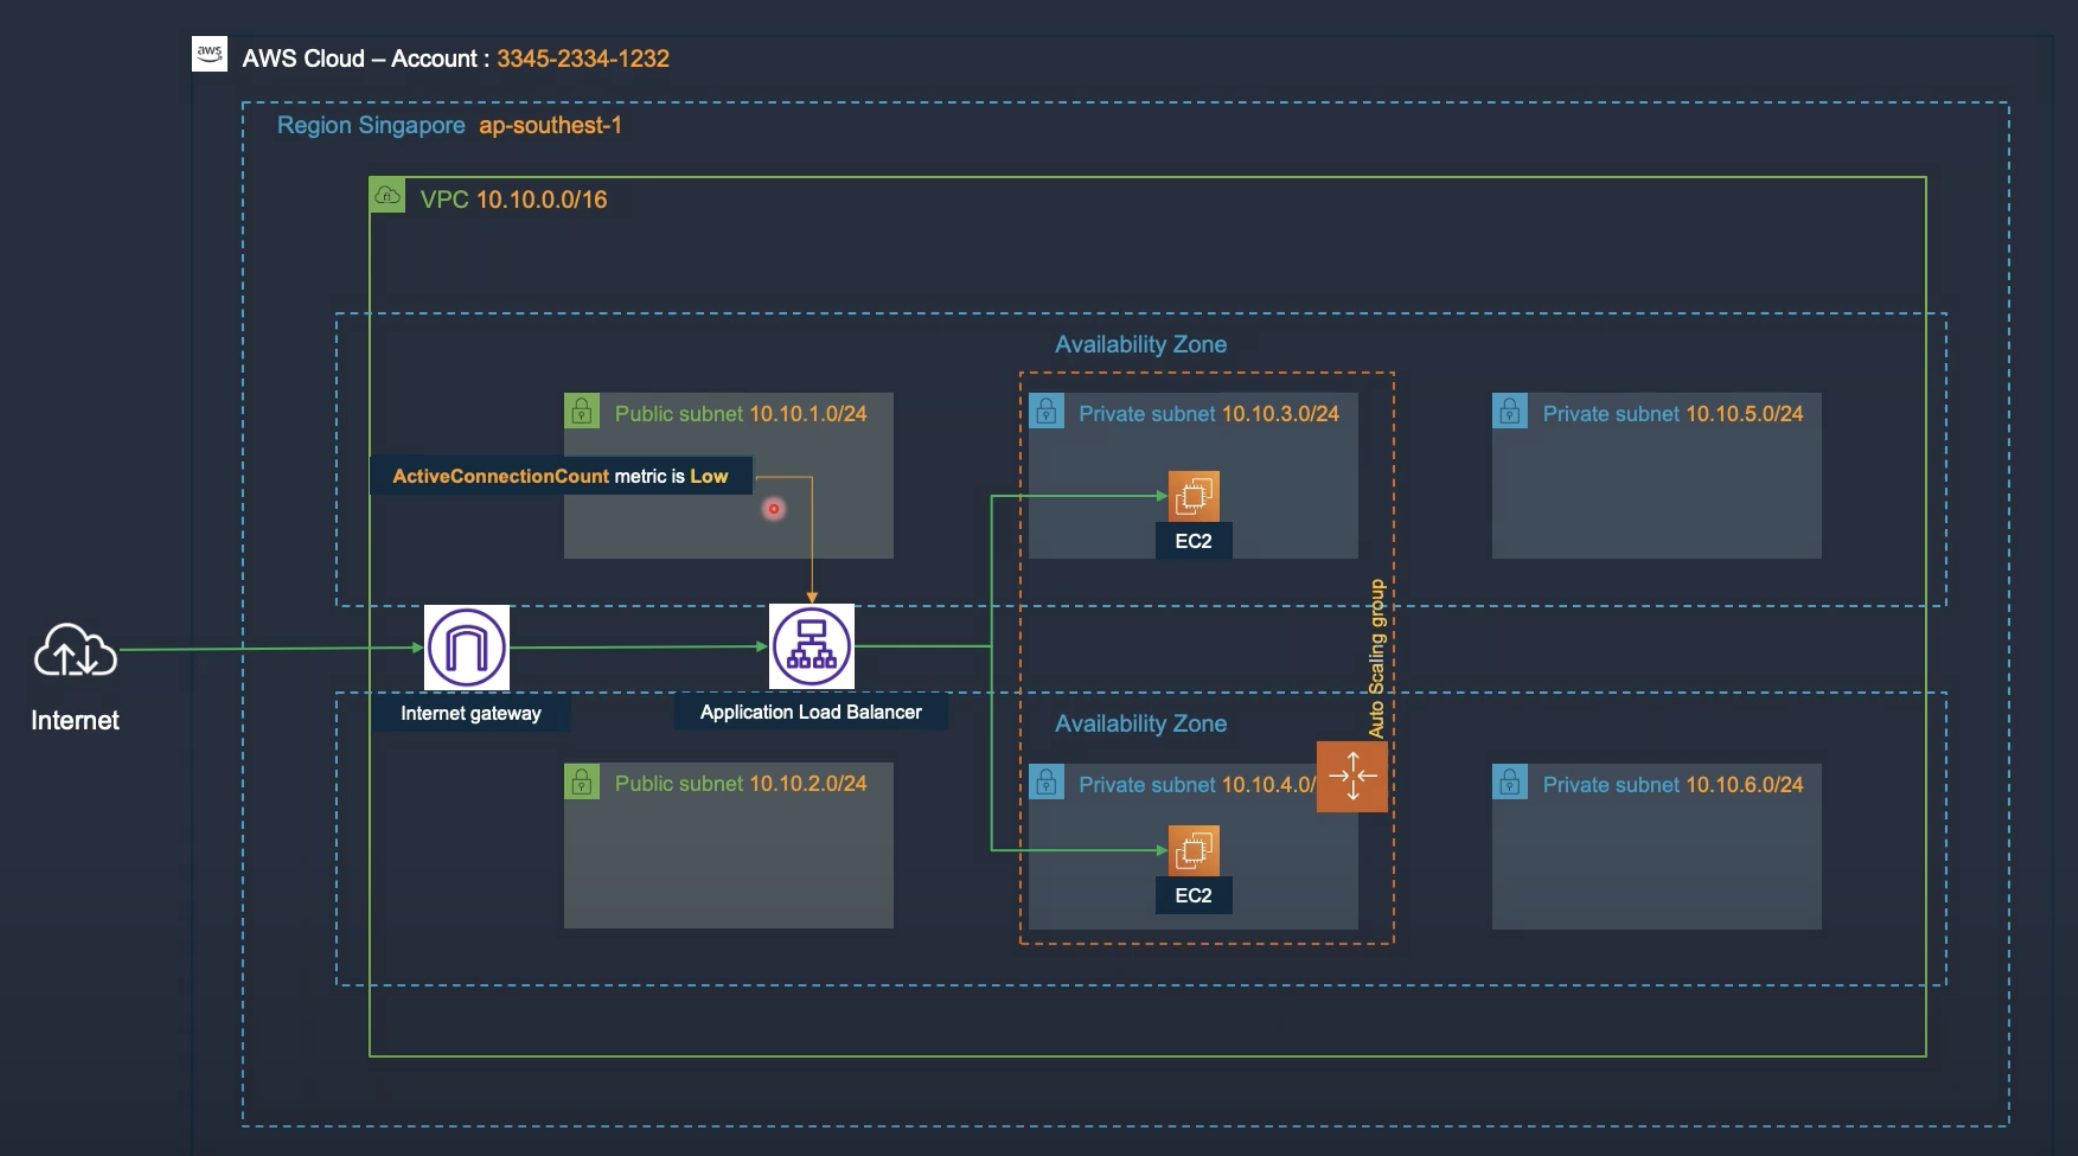 aws
AWS Cloud – Account : 3345-2334-1232
Region Singapore ap-southest-1
VPC 10.10.0.0/16
Availability Zone
Public subnet 10.10.1.0/24
Private subnet 10.10.3.0/24
Private subnet 10.10.5.0/24
ActiveConnectionCount metric is Low
EC2
Auto Scaling group
Internet
Internet gateway
Application Load Balancer
Availability Zone
Public subnet 10.10.2.0/24
Private subnet 10.10.4.0/
Private subnet 10.10.6.0/24
EC2